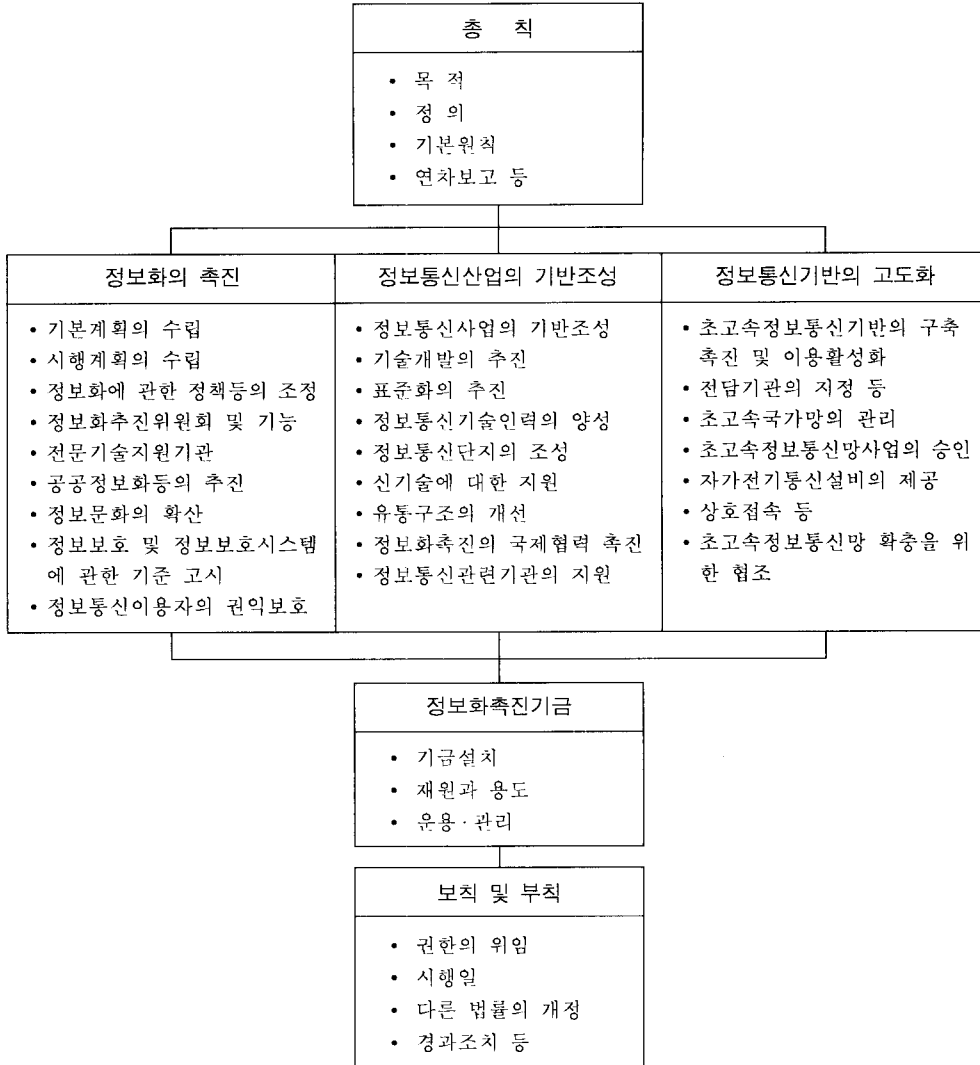 총 칙
• 목 적
• 정 의
• 기본원칙
• 연차보고 등
정보화의 촉진
• 기본계획의 수립
• 시행계획의 수립
• 정보화에 관한 정책등의 조정
• 정보화추진위원회 및 기능
• 전문기술지원기관
• 공공정보화등의 추진
• 정보문화의 확산
• 정보보호 및 정보보호시스템
에 관한 기준 고시
• 정보통신이용자의 권익보호
정보통신산업의 기반조성
• 정보통신사업의 기반조성
• 기술개발의 추진
• 표준화의 추진
• 정보통신기술인력의 양성
• 정보통신단지의 조성
• 신기술에 대한 지원
• 유통구조의 개선
• 정보화촉진의 국제협력 촉진
• 정보통신관련기관의 지원
정보통신기반의 고도화
• 초고속정보통신기반의 구축
촉진 및 이용활성화
• 전담기관의 지정 등
• 초고속국가망의 관리
• 초고속정보통신망사업의 승인
• 자가전기통신설비의 제공
• 상호접속 등
• 초고속정보통신망 확충을 위
한 협조
정보화촉진기금
• 기금설치
• 재원과 용도
• 운용·관리
보칙 및 부칙
• 권한의 위임
• 시행일
• 다른 법률의 개정
• 경과조치 등